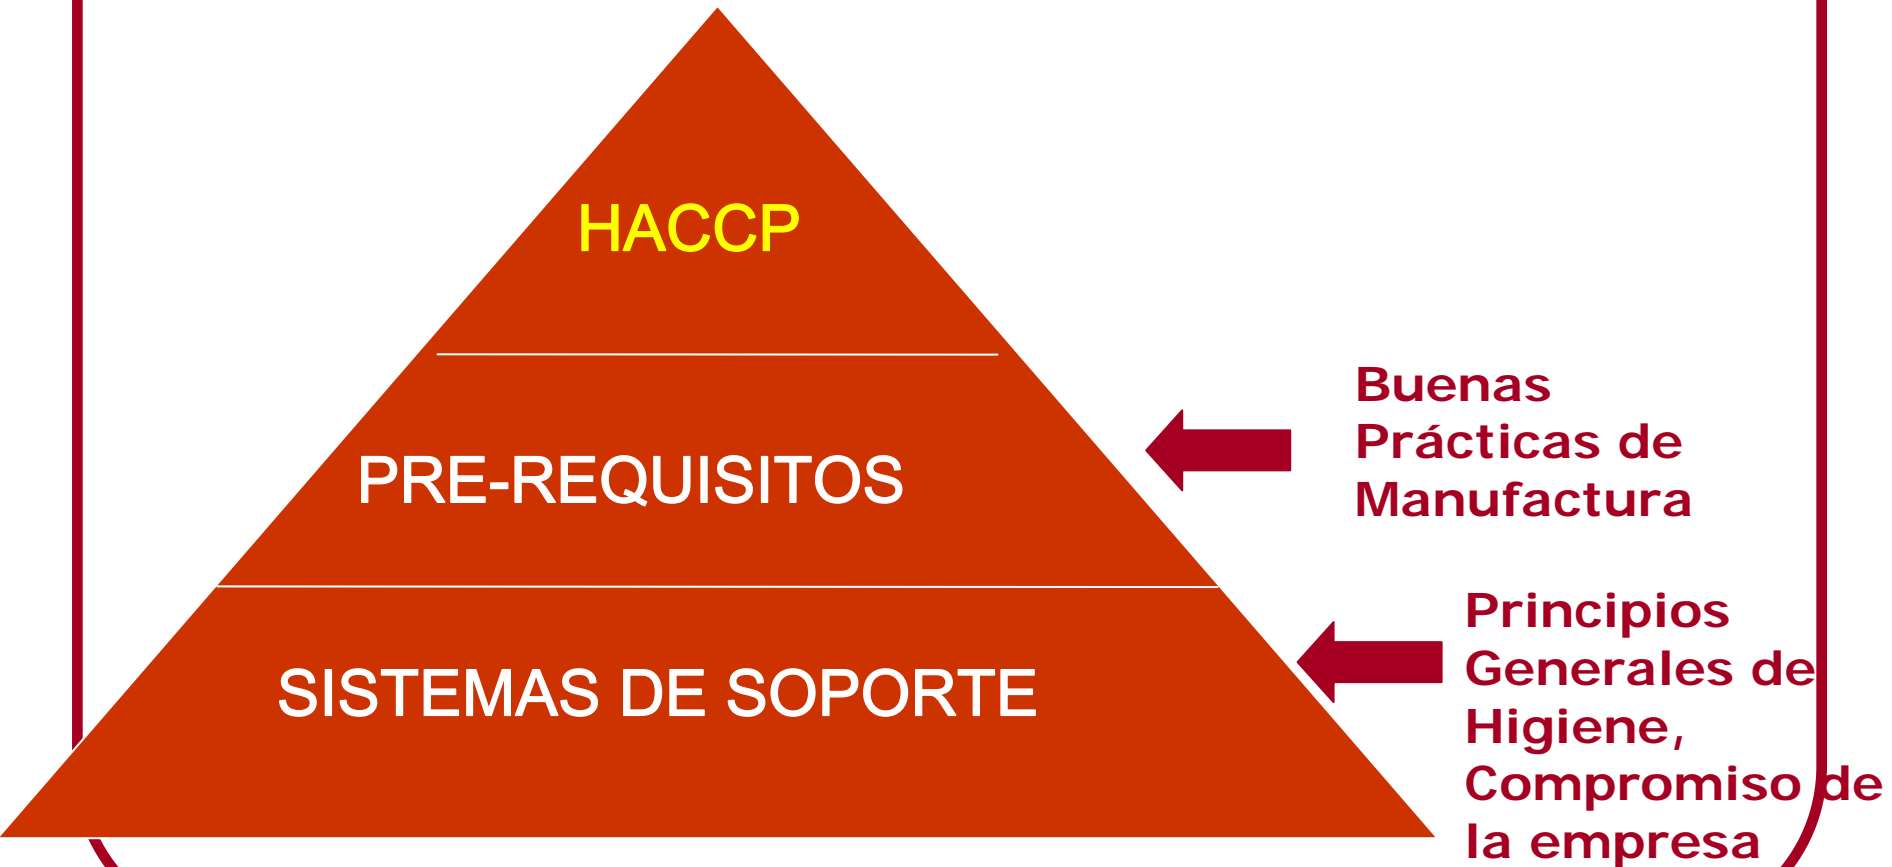 HACCP
PRE-REQUISITOS
SISTEMAS DE SOPORTE
Buenas
Prácticas de
Manufactura
Principios
Generales de
Higiene,
Compromiso de
la empresa